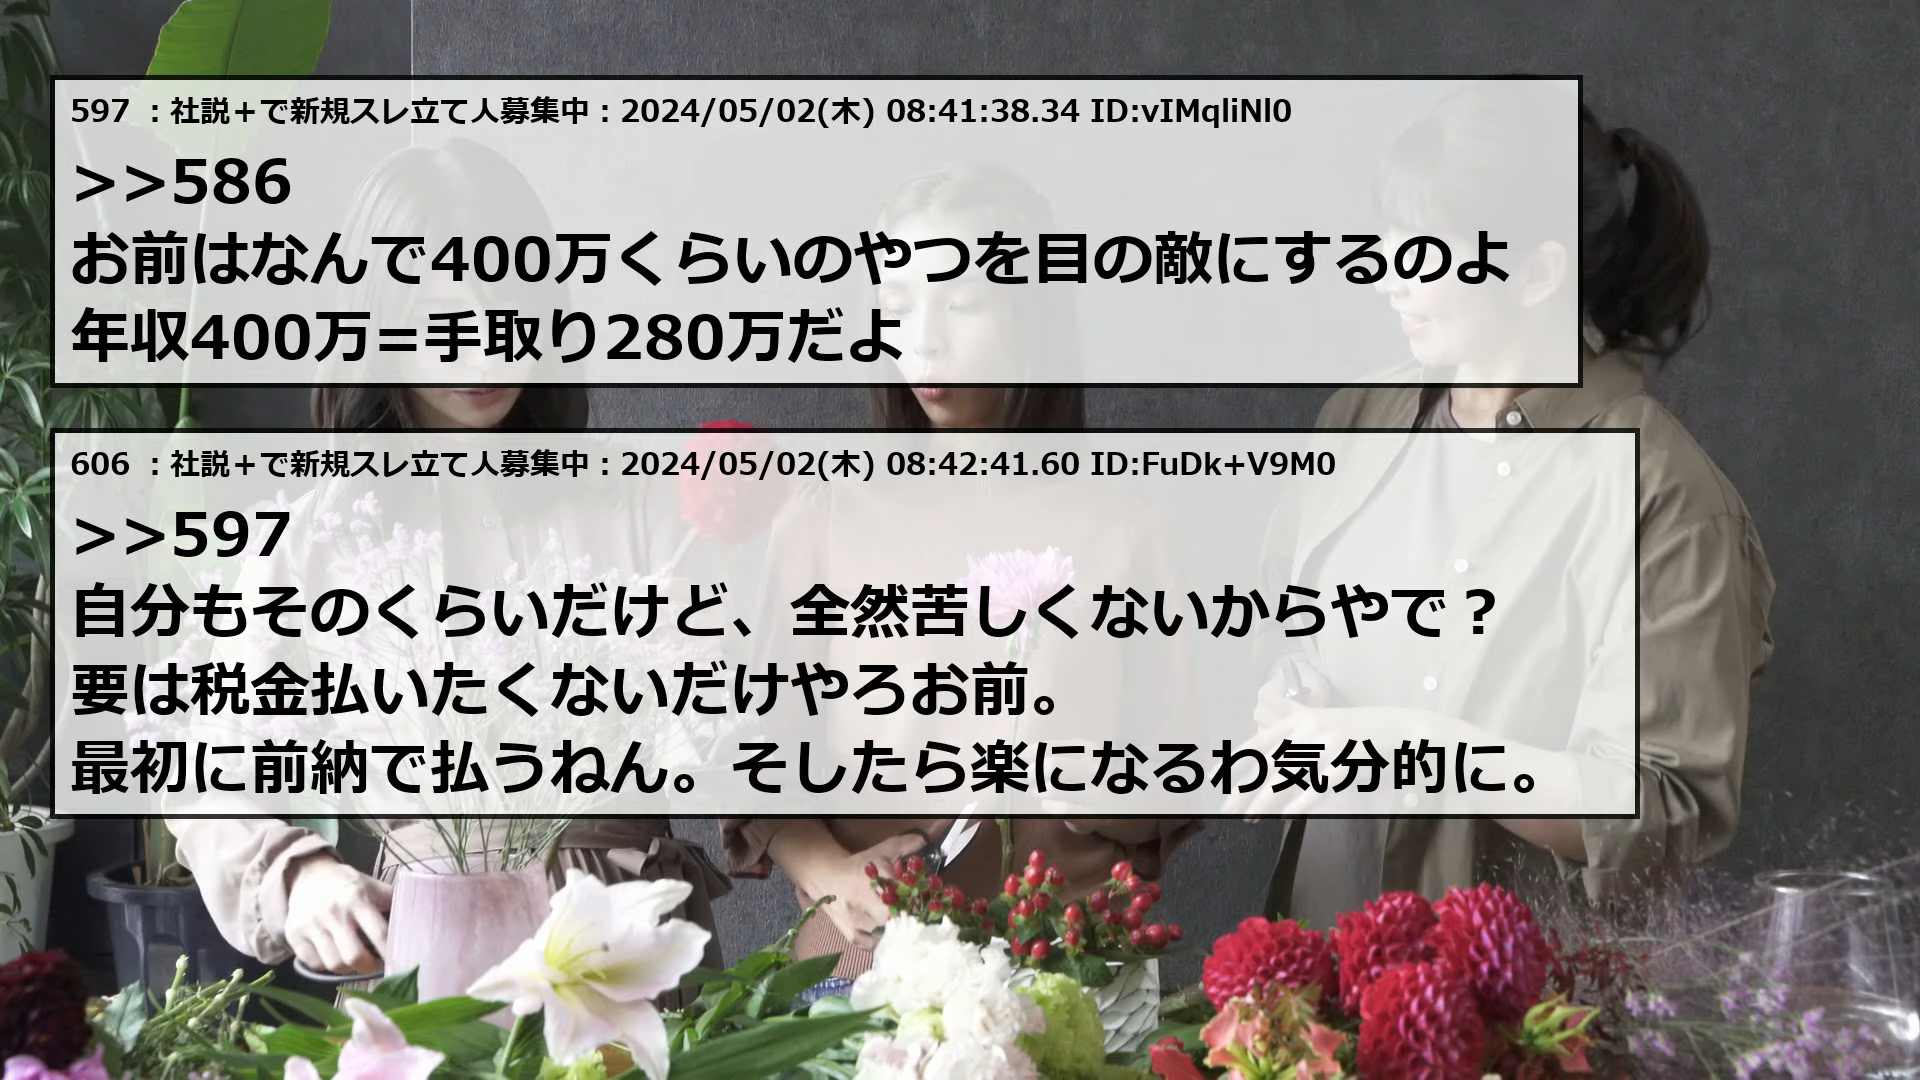 597 ：社説＋で新規スレ立て人募集中：2024/05/02(木) 08:41:38.34 ID:vIMqliNl0
>>586
お前はなんで400万くらいのやつを目の敵にするのよ
年収400万=手取り280万だよ
606 ：社説＋で新規スレ立て人募集中：2024/05/02(木) 08:42:41.60 ID:FuDk+V9M0
>>597
自分もそのくらいだけど、全然苦しくないからやで？
要は税金払いたくないだけやろお前。
最初に前納で払うねん。そしたら楽になるわ気分的に。